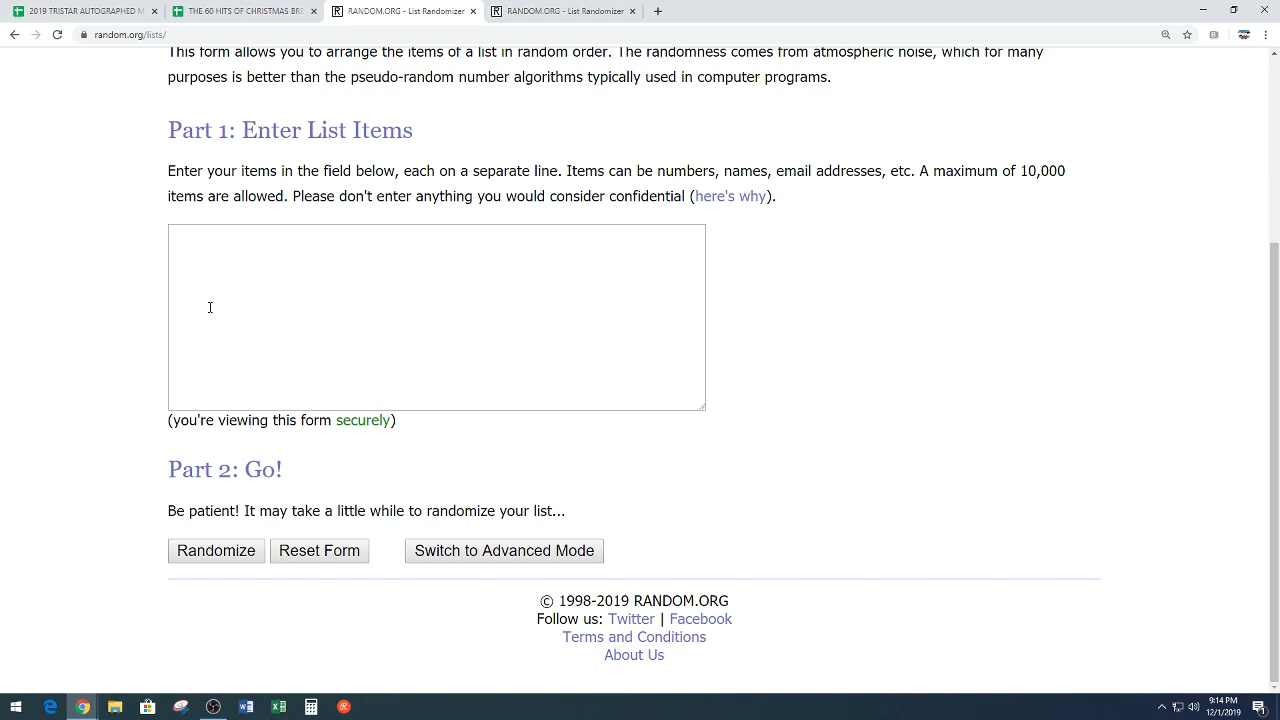 2019 TRISTAR AUTOGRAPHED M
THE 60 HITS OF CHRISTMAS BRE
RANDOM.ORG - List Randomizer
RANDOM.ORG - List Randomizer
random.org/lists/
This form allows you to arrange the items of a list in random order. The randomness comes from atmospheric noise, which for many
purposes is better than the pseudo-random number algorithms typically used in computer programs.
Part 1: Enter List Items
Enter your items in the field below, each on a separate line. Items can be numbers, names, email addresses, etc. A maximum of 10,000
items are allowed. Please don't enter anything you would consider confidential (here's why).
(you're viewing this form securely)
Part 2: Go!
Be patient! It may take a little while to randomize your list...
Randomize Reset Form Switch to Advanced Mode
© 1998-2019 RANDOM.ORG
Follow us: Twitter | Facebook
Terms and Conditions
About Us
9:14 PM
12/1/2019